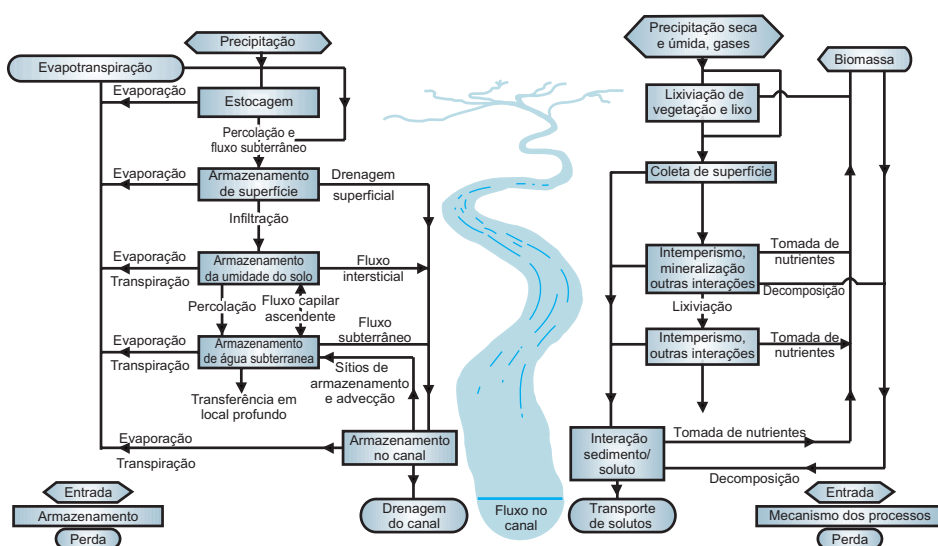 Precipitação
Evapotranspiração
Evaporação
Estocagem
Percolação e
fluxo subterrâneo
Evaporação
Armazenamento
de superfície
Drenagem
superficial
Infiltração
Evaporação
Transpiração
Armazenamento
da umidade do solo
Fluxo
intersticial
Percolação
Fluxo capilar
ascendente
Fluxo
subterrâneo
Evaporação
Transpiração
Armazenamento
de água subterranea
Sítios de
armazenamento
e advecção
Transferência em
local profundo
Evaporação
Transpiração
Armazenamento
no canal
Drenagem
do canal
Entrada
Armazenamento
Perda
Fluxo no
canal
Precipitação seca
e úmida, gases
Biomassa
Lixiviação de
vegetação e lixo
Coleta de superfície
Intemperismo,
mineralização
outras interações
Tomada de
nutrientes
Decomposição
Lixiviação
Intemperismo,
outras interações
Tomada de
nutrientes
Interação
sedimento/
soluto
Tomada de nutrientes
Decomposição
Transporte
de solutos
Entrada
Mecanismo dos processos
Perda